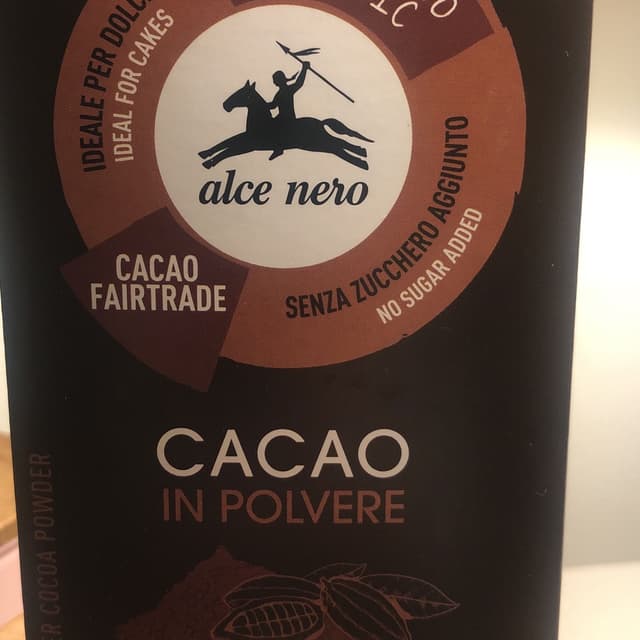 IDEALE PER
IDEAL FOR CAKES
alce nero
CACAO
FAIRTRADE
SENZA ZUCCHERO AGGIUNTO
NO SUGAR ADDED
CACAO
IN POLVERE
COCOA POWDER